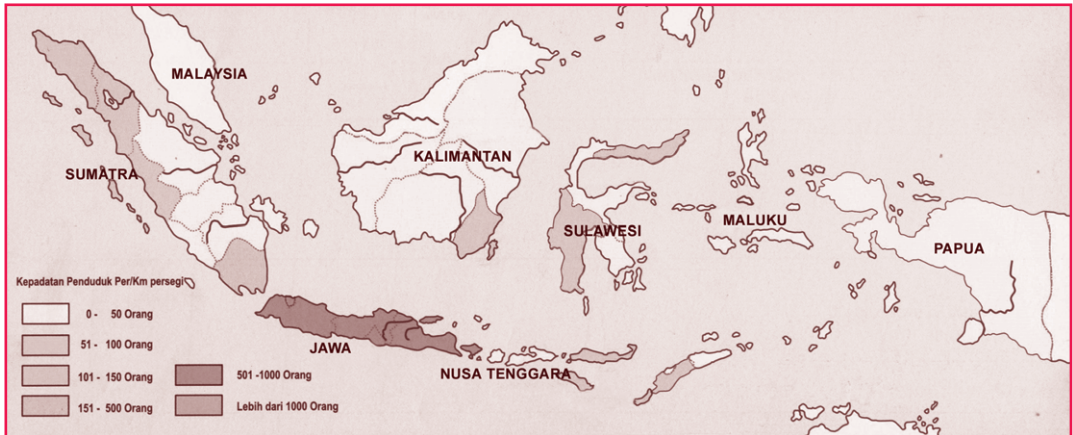 MALAYSIA
KALIMANTAN
SUMATRA
MALUKU
SULAWESI
PAPUA
Kepadatan Penduduk Per/Km persegi
0 - 50 Orang
51 - 100 Orang
JAWA
NUSA TENGGARA
101 - 150 Orang
501 -1000 Orang
151 - 500 Orang
Lebih dari 1000 Orang